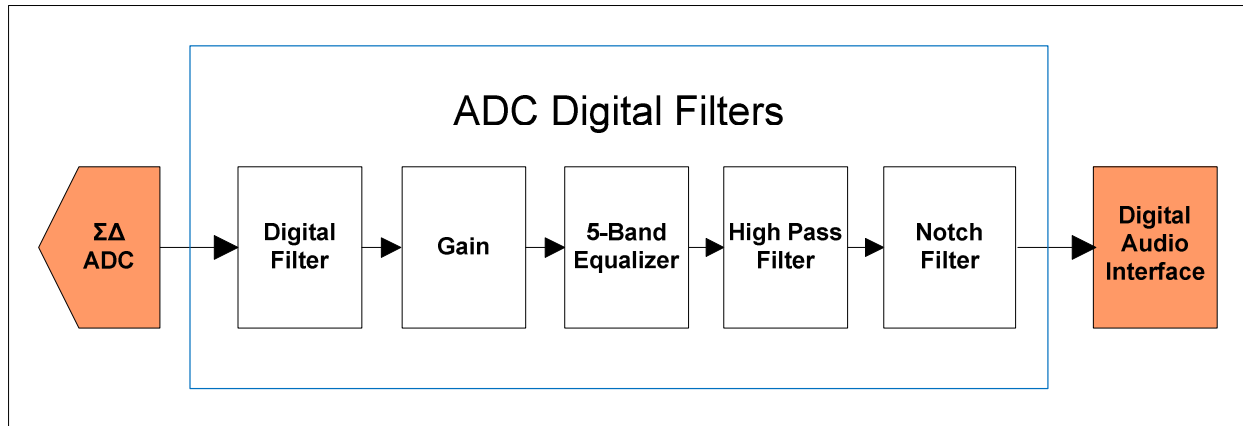 ADC Digital Filters
ΣΔ
ADC
Digital
Filter
Gain
5-Band
Equalizer
High Pass
Filter
Notch
Filter
Digital
Audio
Interface